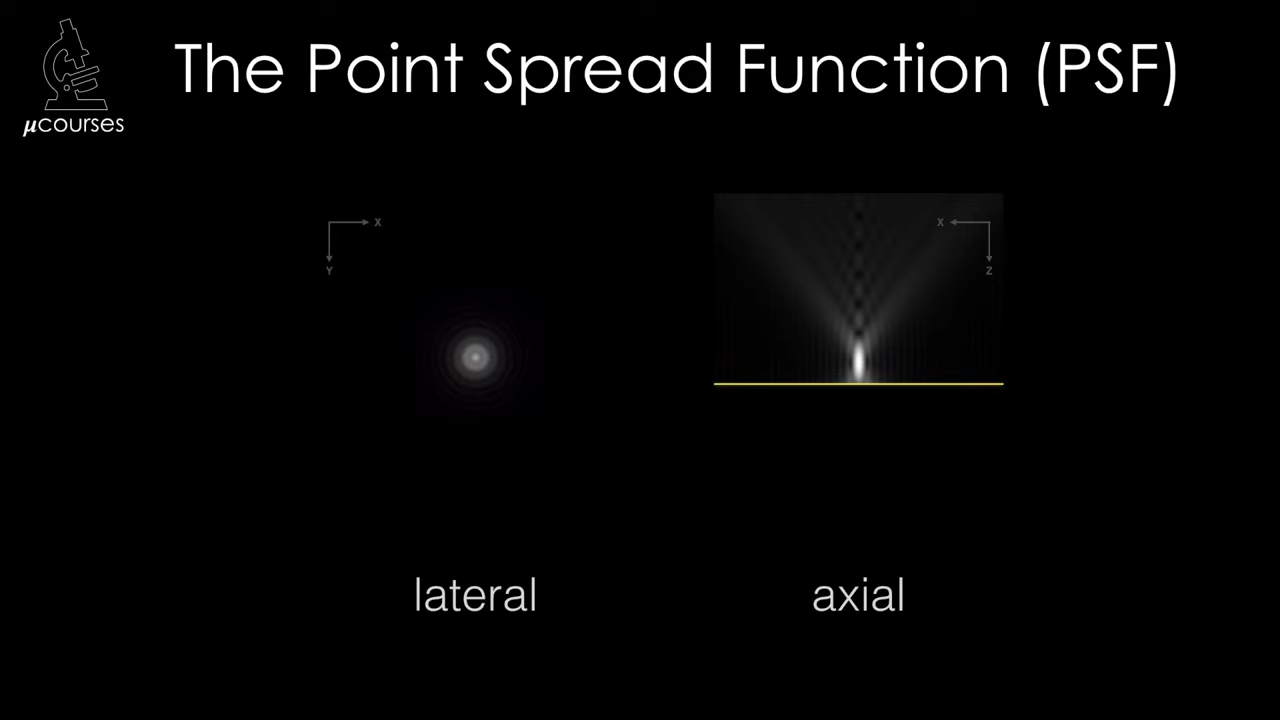 The Point Spread Function (PSF)
µcourses
X
Y
X
Z
lateral
axial